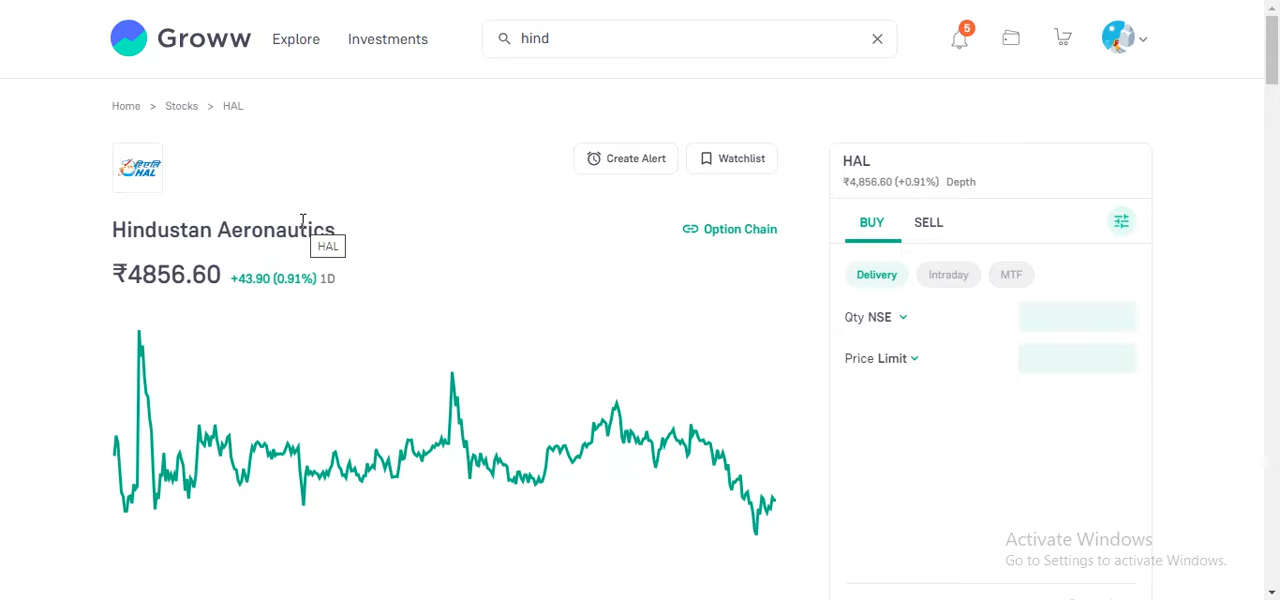 Groww
Explore
Investments
hind
5
Home > Stocks > HAL
हिएएल
HAL
Create Alert
Watchlist
HAL
₹4,856.60 (+0.91%) Depth
Hindustan Aeronautics
HAL
Option Chain
BUY
SELL
₹4856.60 +43.90 (0.91%) 1D
Delivery
Intraday
MTF
Qty NSE
Price Limit
Activate Windows
Go to Settings to activate Windows.